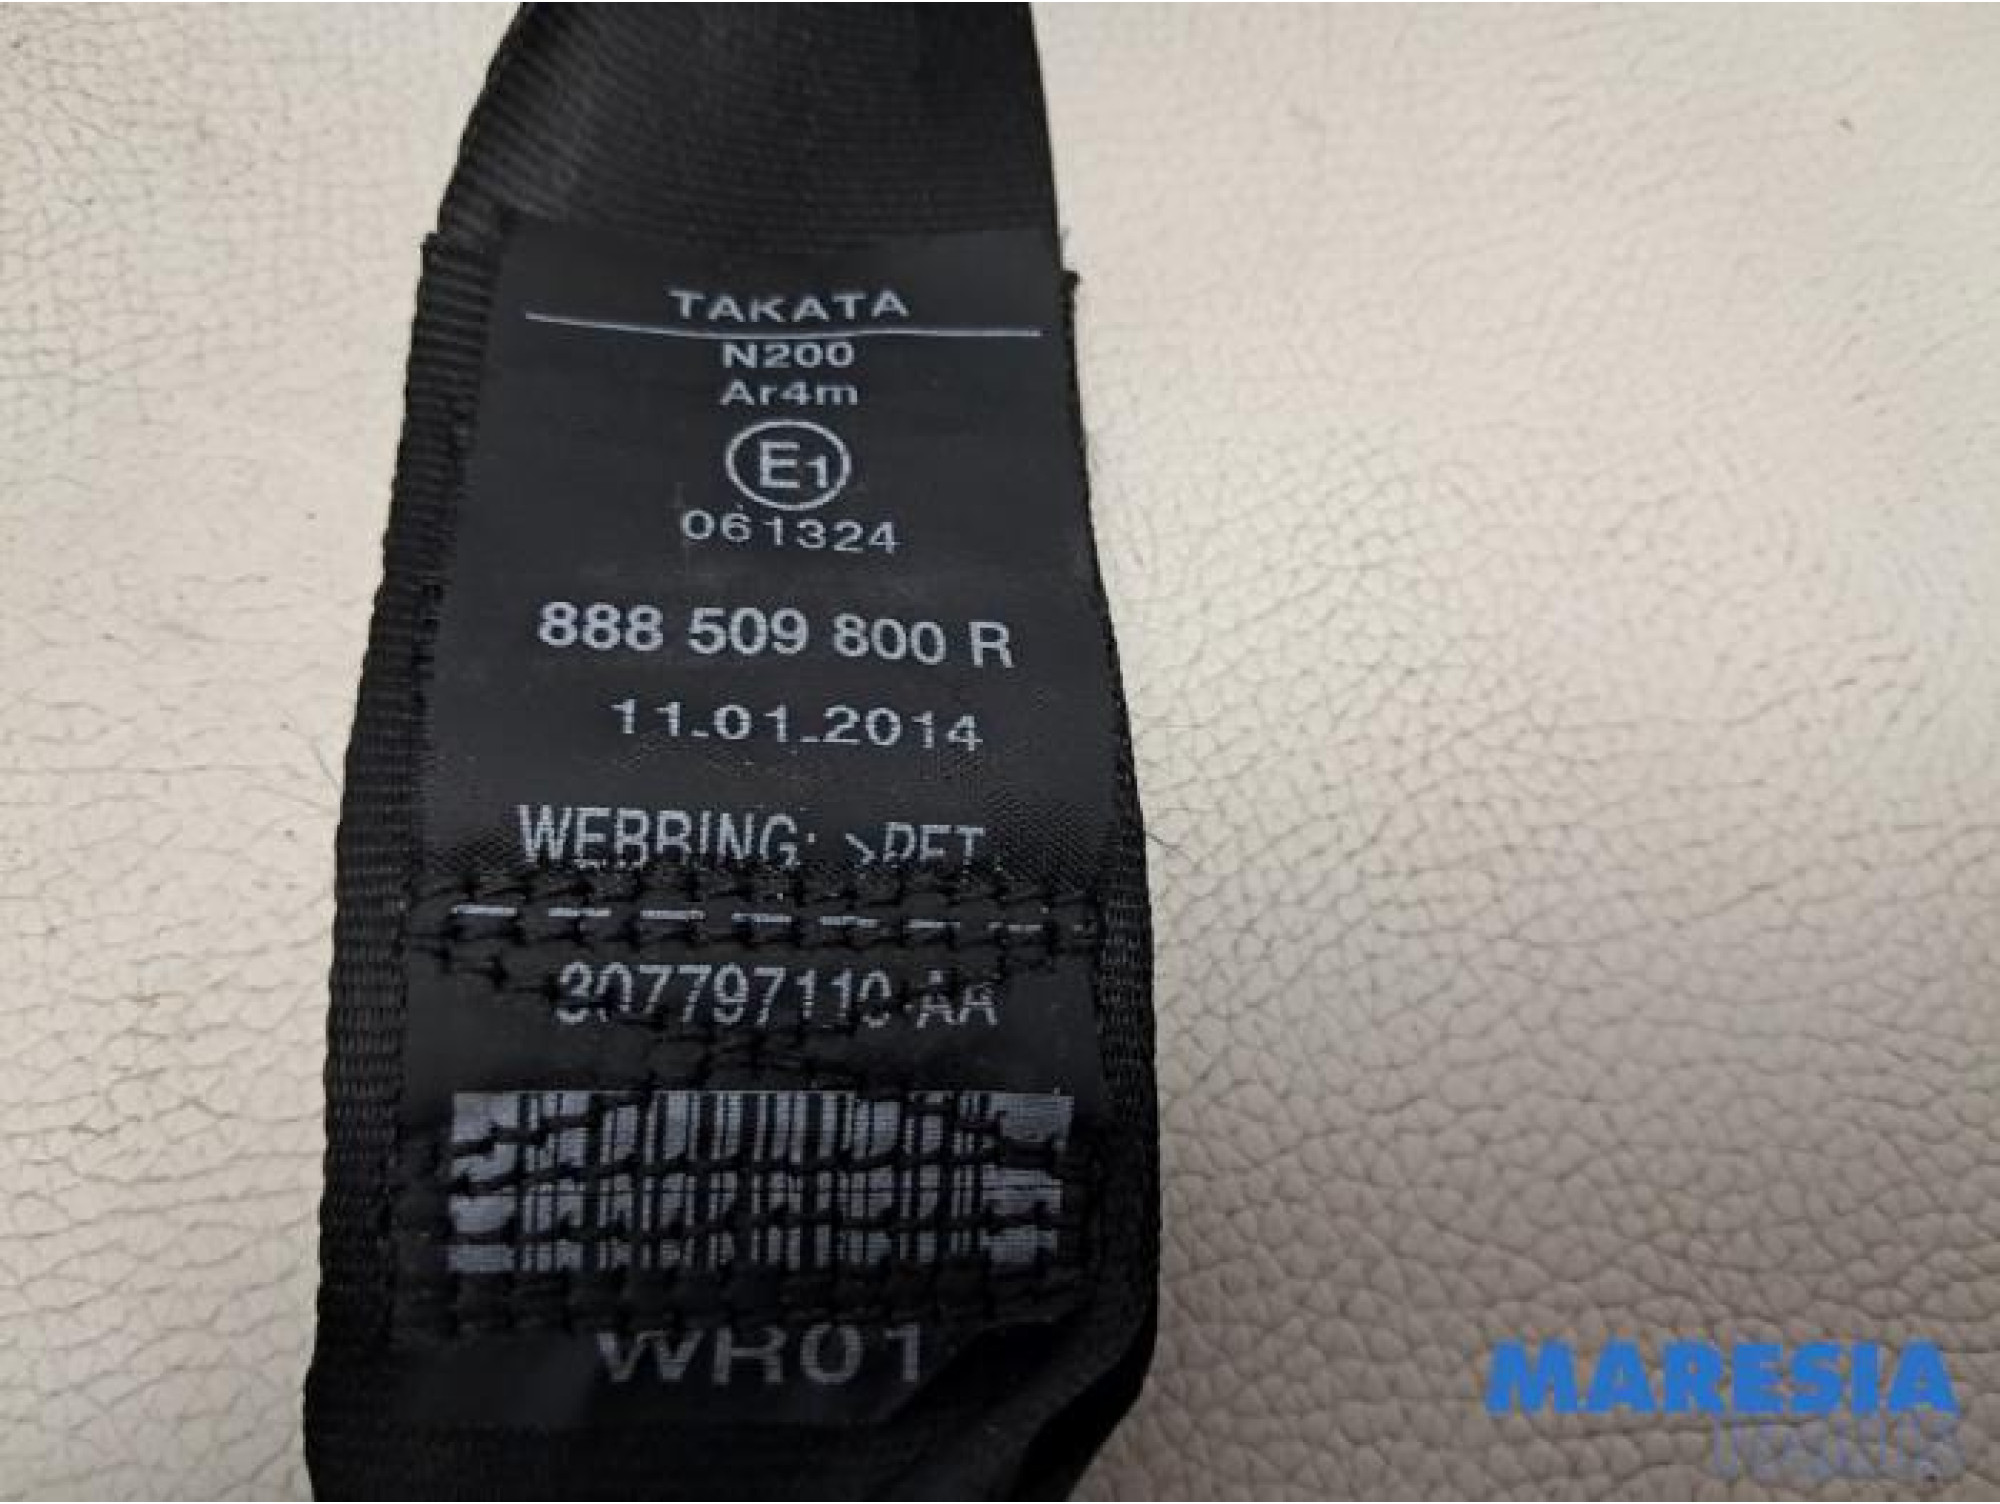 TAKATA
N200
Ar4m
E1
061324
888 509 800 R
11.01.2014
WEBBING: >PET
307797110-AA
WR01
MARESIA